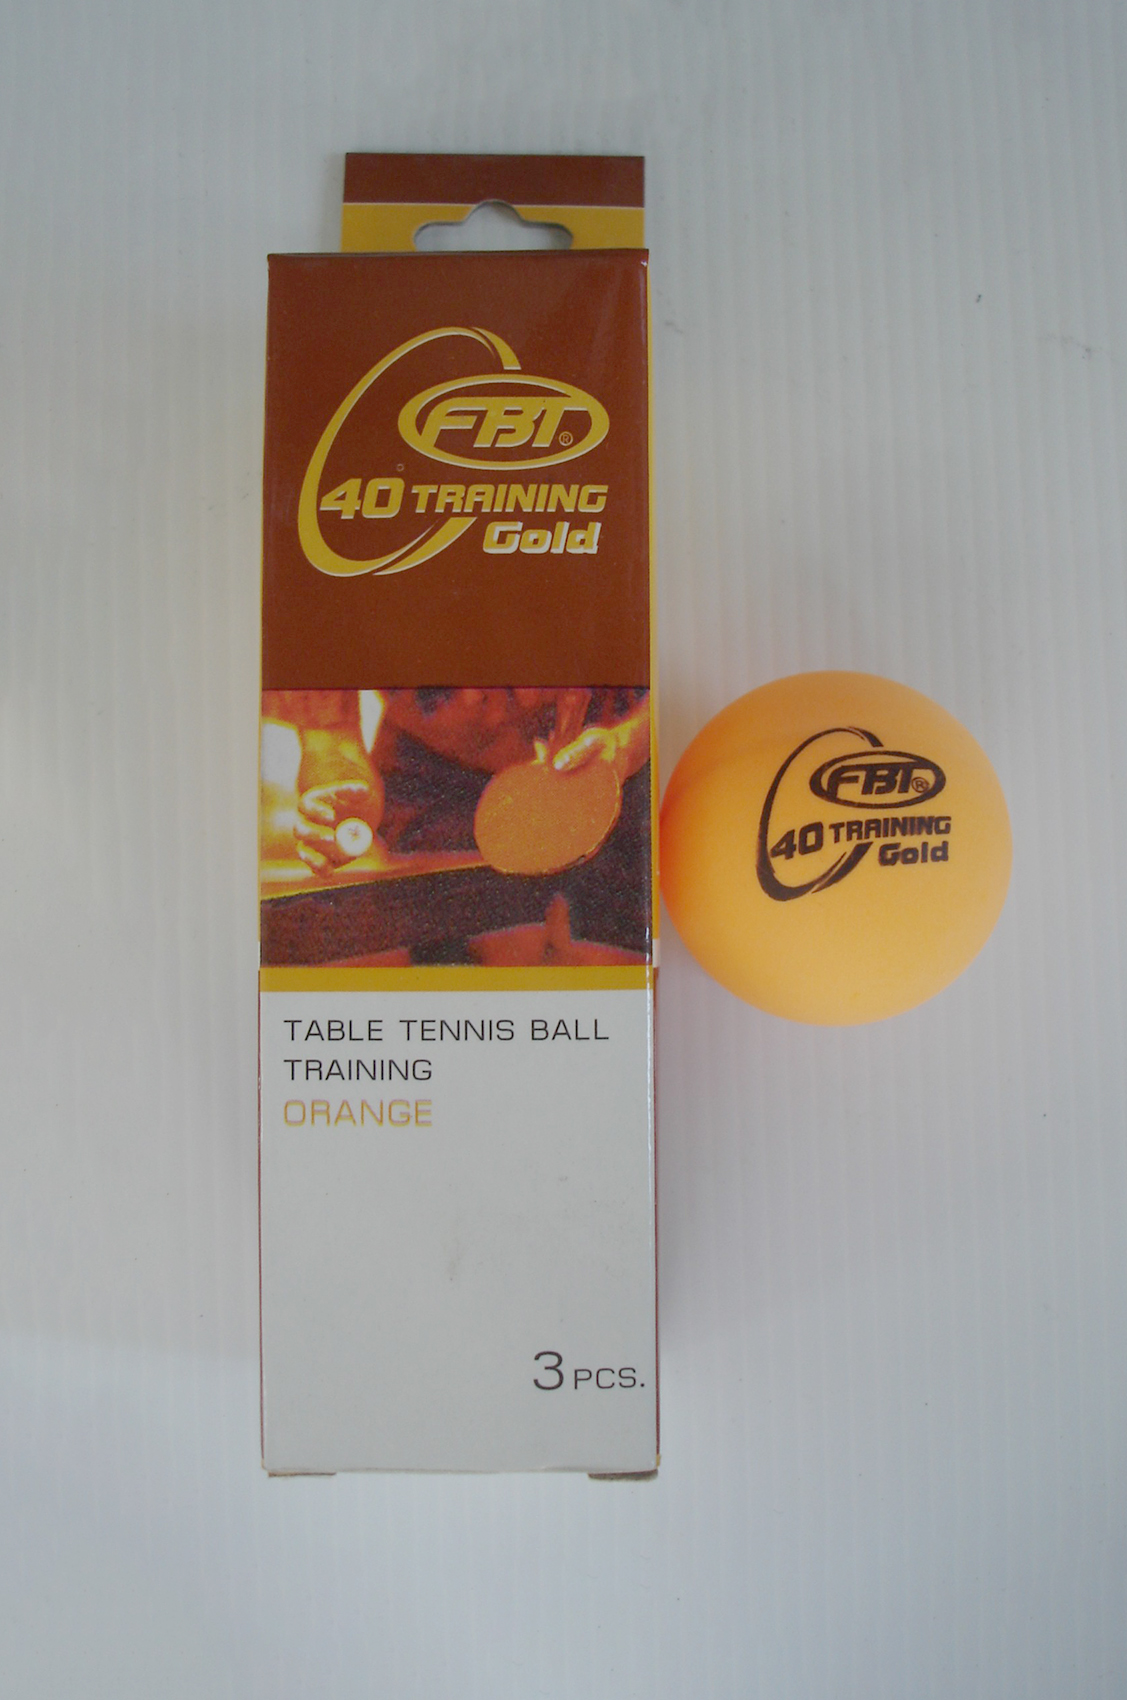 FBT®
40 TRAINING
Gold
TABLE TENNIS BALL
TRAINING
ORANGE
3 PCS.
FBT®
40 TRAINING
Gold